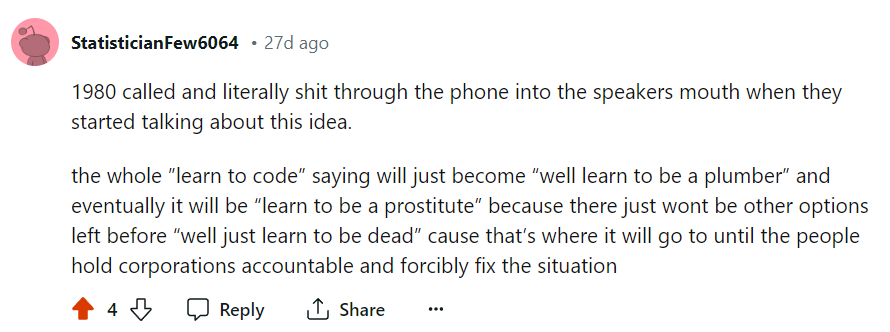 StatisticianFew6064 • 27d ago
1980 called and literally shit through the phone into the speakers mouth when they
started talking about this idea.
the whole ”learn to code” saying will just become “well learn to be a plumber” and
eventually it will be “learn to be a prostitute” because there just wont be other options
left before “well just learn to be dead” cause that’s where it will go to until the people
hold corporations accountable and forcibly fix the situation
4 Reply Share ···